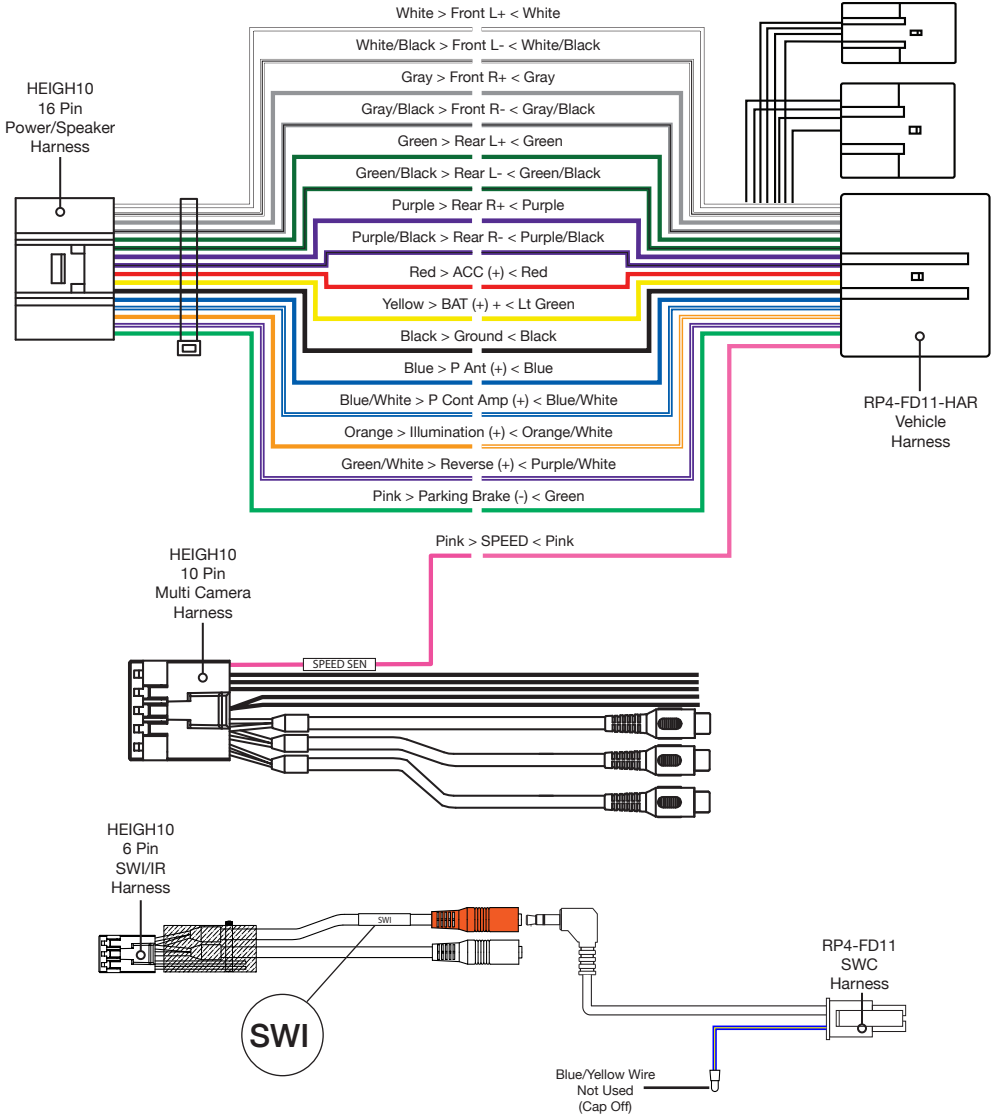 White > Front L+ < White
White/Black > Front L- < White/Black
Gray > Front R+ < Gray
HEIGH10
16 Pin
Power/Speaker
Harness
Gray/Black > Front R- < Gray/Black
Green > Rear L+ < Green
Green/Black > Rear L- < Green/Black
Purple > Rear R+ < Purple
Purple/Black > Rear R- < Purple/Black
Red > ACC (+) < Red
Yellow > BAT (+) + < Lt Green
Black > Ground < Black
Blue > P Ant (+) < Blue
Blue/White > P Cont Amp (+) < Blue/White
Orange > Illumination (+) < Orange/White
Green/White > Reverse (+) < Purple/White
Pink > Parking Brake (-) < Green
RP4-FD11-HAR
Vehicle
Harness
Pink > SPEED < Pink
HEIGH10
10 Pin
Multi Camera
Harness
SPEED SEN
HEIGH10
6 Pin
SWI/IR
Harness
SWI
SWI
RP4-FD11
SWC
Harness
Blue/Yellow Wire
Not Used
(Cap Off)